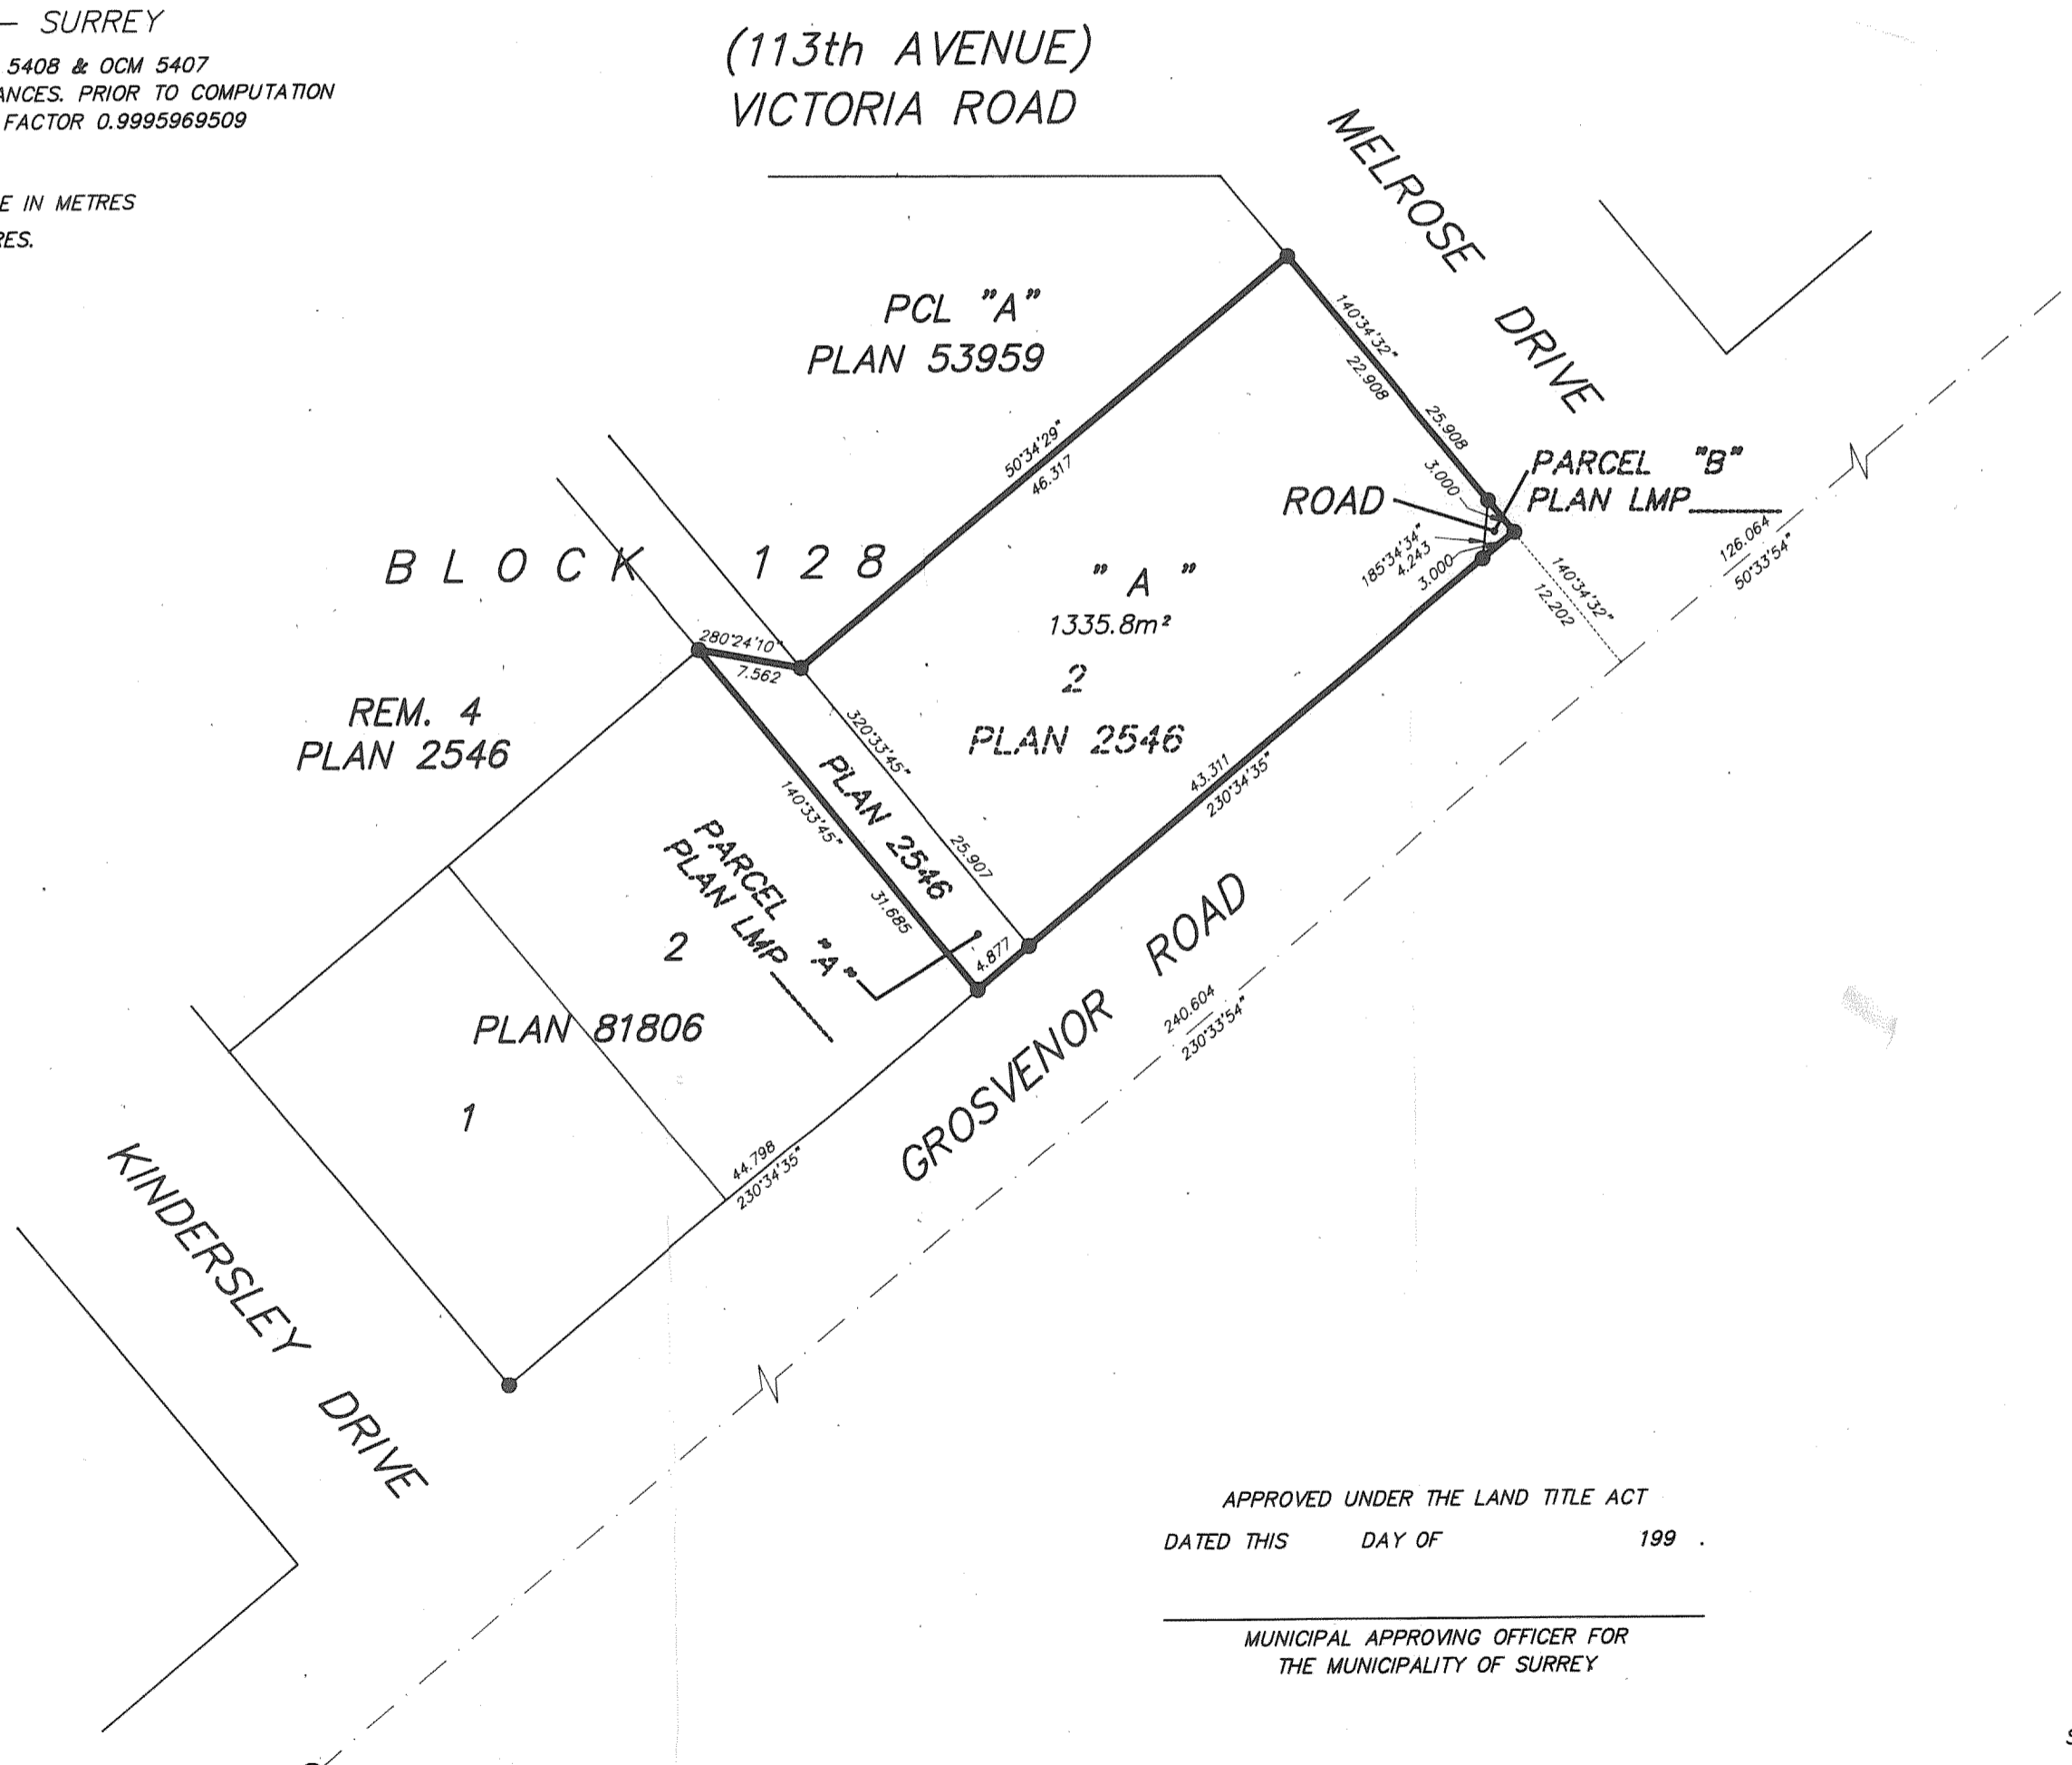 — SURREY
5408 & OCM 5407
ANCES. PRIOR TO COMPUTATION
FACTOR 0.9995969509
E IN METRES
RES.
(113th AVENUE)
VICTORIA ROAD
MELROSE DRIVE
PCL "A"
PLAN 53959
140°34'32"
22.908
25.908
50°34'29"
46.317
3.000
PARCEL "B"
PLAN LMP
ROAD
185°34'34"
4.243
3.000
126.064
50°33'54"
140°34'32"
12.202
BLOCK 128
"A"
1335.8m²
2
PLAN 2546
280°24'10"
7.562
REM. 4
PLAN 2546
320°33'45"
25.907
PLAN 2546
140°33'45"
31.685
43.311
230°34'35"
PARCEL "A"
PLAN LMP
4.877
2
PLAN 81806
1
GROSVENOR ROAD
240.604
230°33'54"
44.798
230°34'35"
KINDERSLEY DRIVE
APPROVED UNDER THE LAND TITLE ACT
DATED THIS DAY OF 199 .
MUNICIPAL APPROVING OFFICER FOR
THE MUNICIPALITY OF SURREY